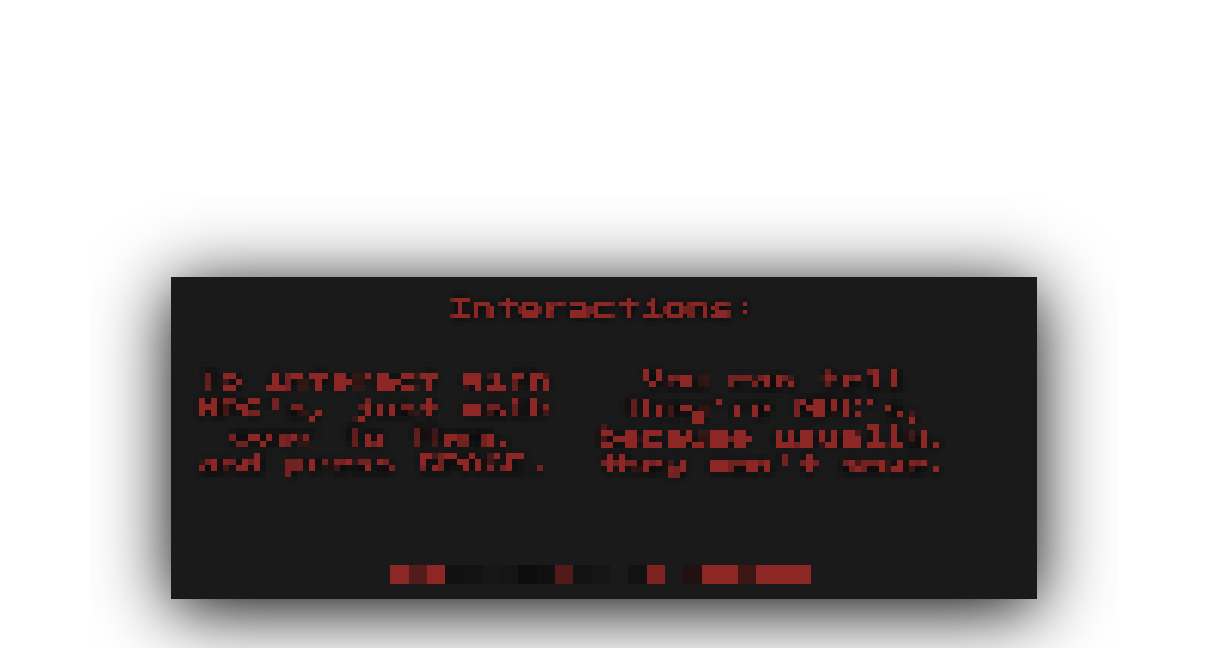 Interactions:
To interact with
NPC's, just walk
over to them,
and press SPACE.
You can tell
they're NPC's,
because usually,
they won't move.